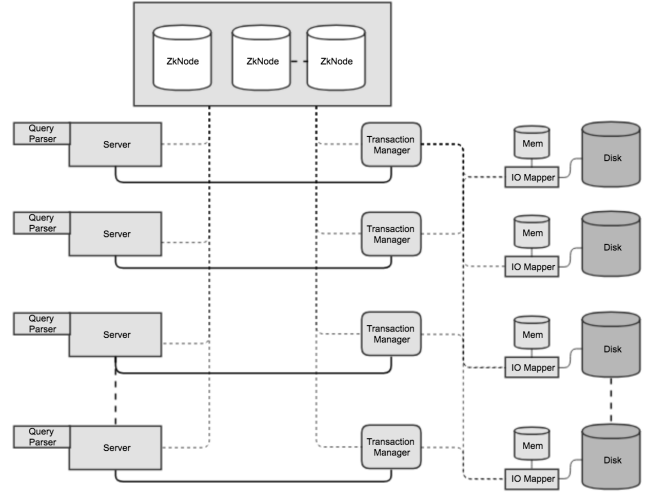 ZkNode
ZkNode
ZkNode
Query
Parser
Server
Transaction
Manager
Mem
IO Mapper
Disk
Query
Parser
Server
Transaction
Manager
Mem
IO Mapper
Disk
Query
Parser
Server
Transaction
Manager
Mem
IO Mapper
Disk
Query
Parser
Server
Transaction
Manager
Mem
IO Mapper
Disk